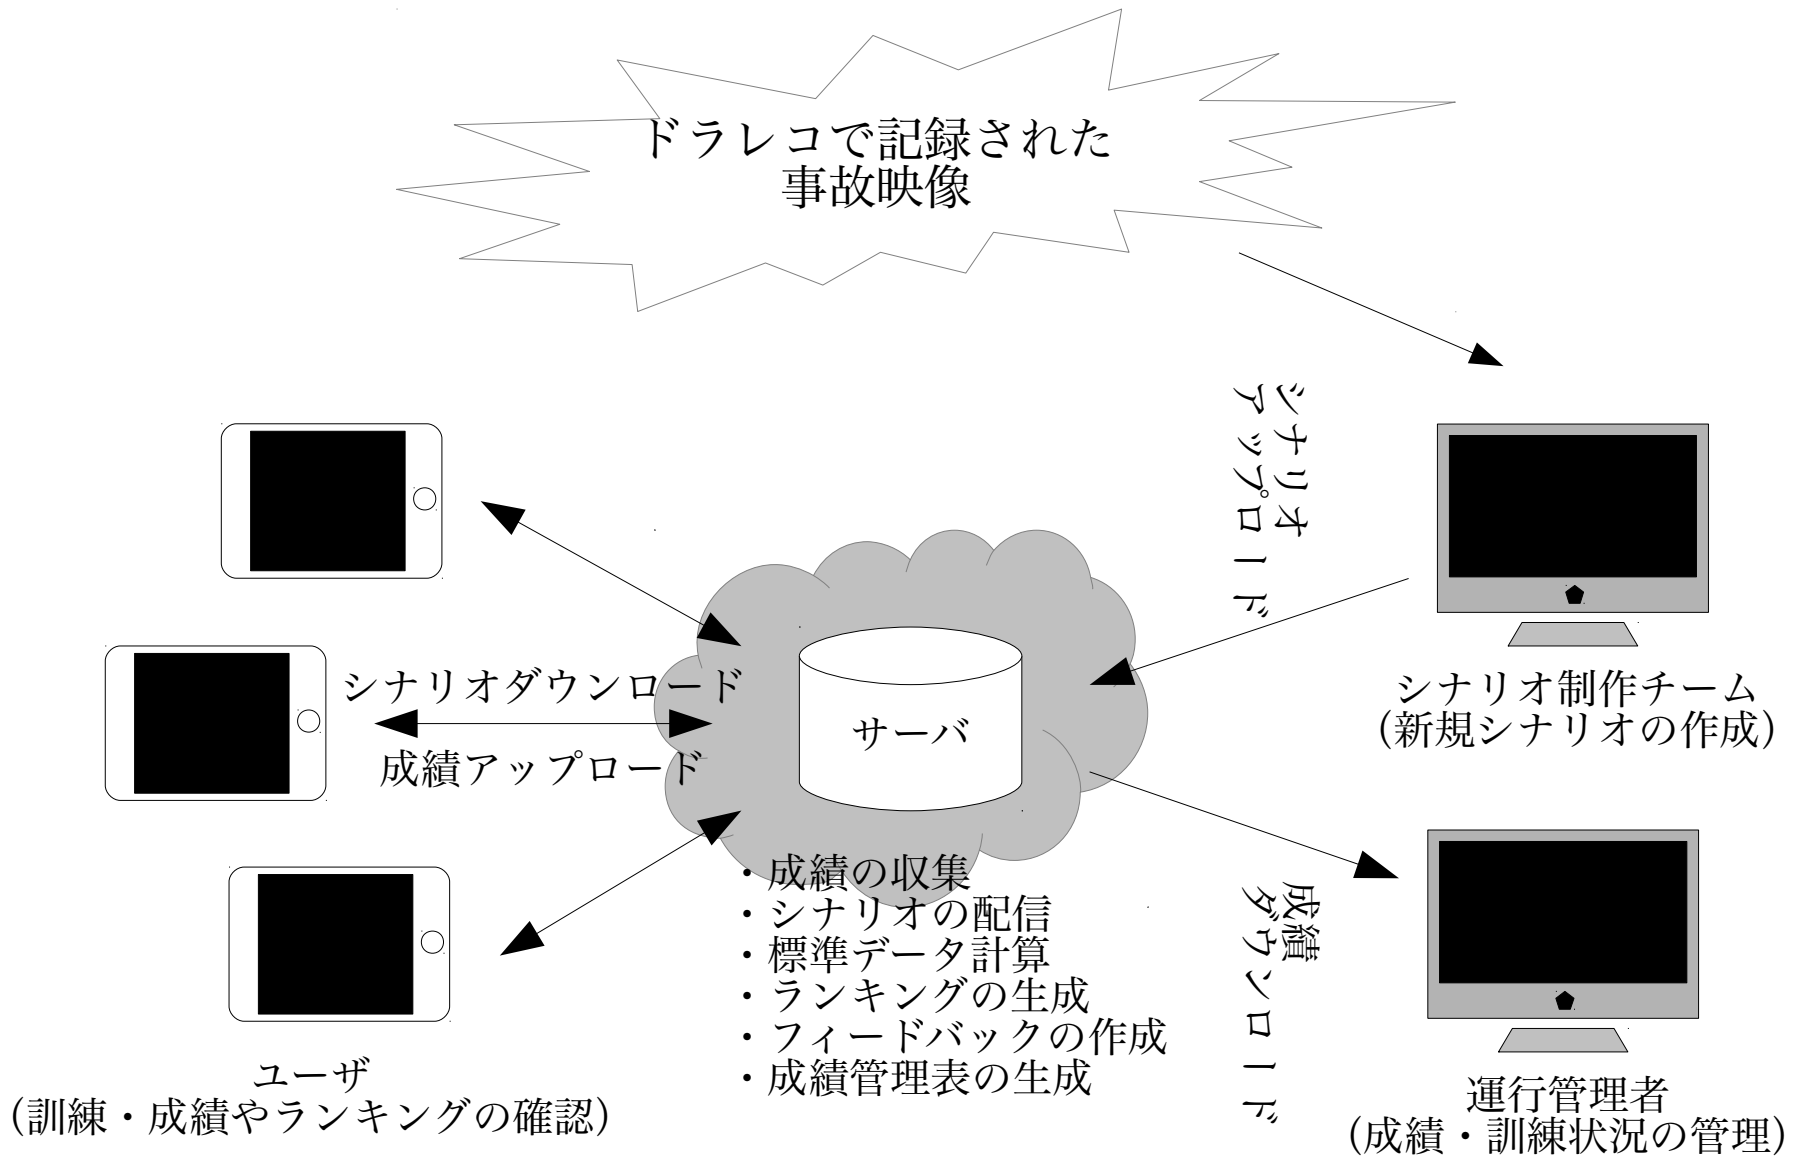 ドラレコで記録された
事故映像
シナリオ
アップロード
シナリオダウンロード
成績アップロード
サーバ
シナリオ制作チーム
(新規シナリオの作成)
・成績の収集
・シナリオの配信
・標準データ計算
・ランキングの生成
・フィードバックの作成
・成績管理表の生成
成績
ダウンロード
ユーザ
(訓練・成績やランキングの確認)
運行管理者
(成績・訓練状況の管理)